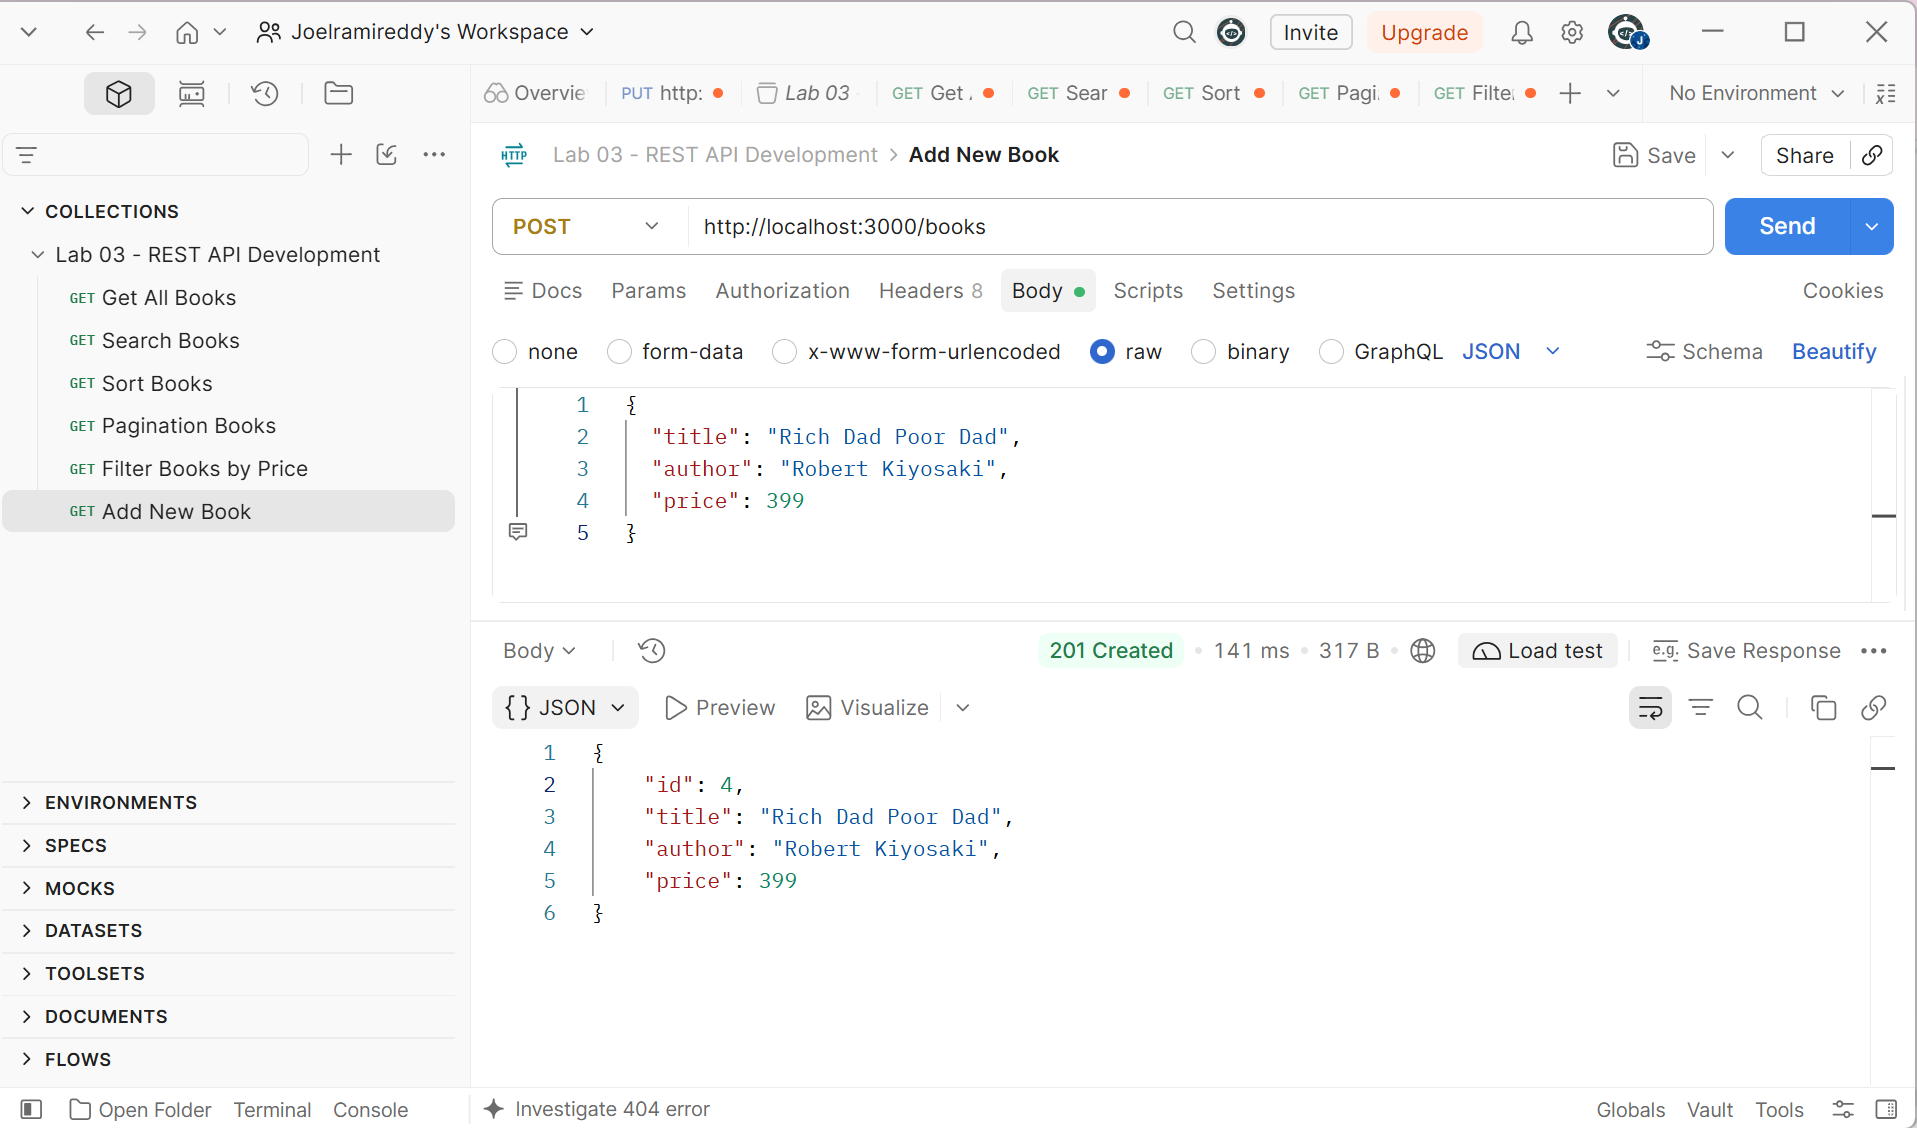 Joelramireddy's Workspace
Invite
Upgrade
Overvie
PUT http:
Lab 03
GET Get
GET Sear
GET Sort
GET Pagi
GET Filte
No Environment
HTTP
Lab 03 - REST API Development > Add New Book
Save
Share
COLLECTIONS
Lab 03 - REST API Development
GET Get All Books
GET Search Books
GET Sort Books
GET Pagination Books
GET Filter Books by Price
GET Add New Book
ENVIRONMENTS
SPECS
MOCKS
DATASETS
TOOLSETS
DOCUMENTS
FLOWS
POST
http://localhost:3000/books
Send
Docs
Params
Authorization
Headers 8
Body
Scripts
Settings
Cookies
none
form-data
x-www-form-urlencoded
raw
binary
GraphQL
JSON
Schema
Beautify
1 {
2 "title": "Rich Dad Poor Dad",
3 "author": "Robert Kiyosaki",
4 "price": 399
5 }
Body
201 Created
141 ms
317 B
Load test
e.g. Save Response
{} JSON
Preview
Visualize
1 {
2 "id": 4,
3 "title": "Rich Dad Poor Dad",
4 "author": "Robert Kiyosaki",
5 "price": 399
6 }
Open Folder
Terminal
Console
Investigate 404 error
Globals
Vault
Tools